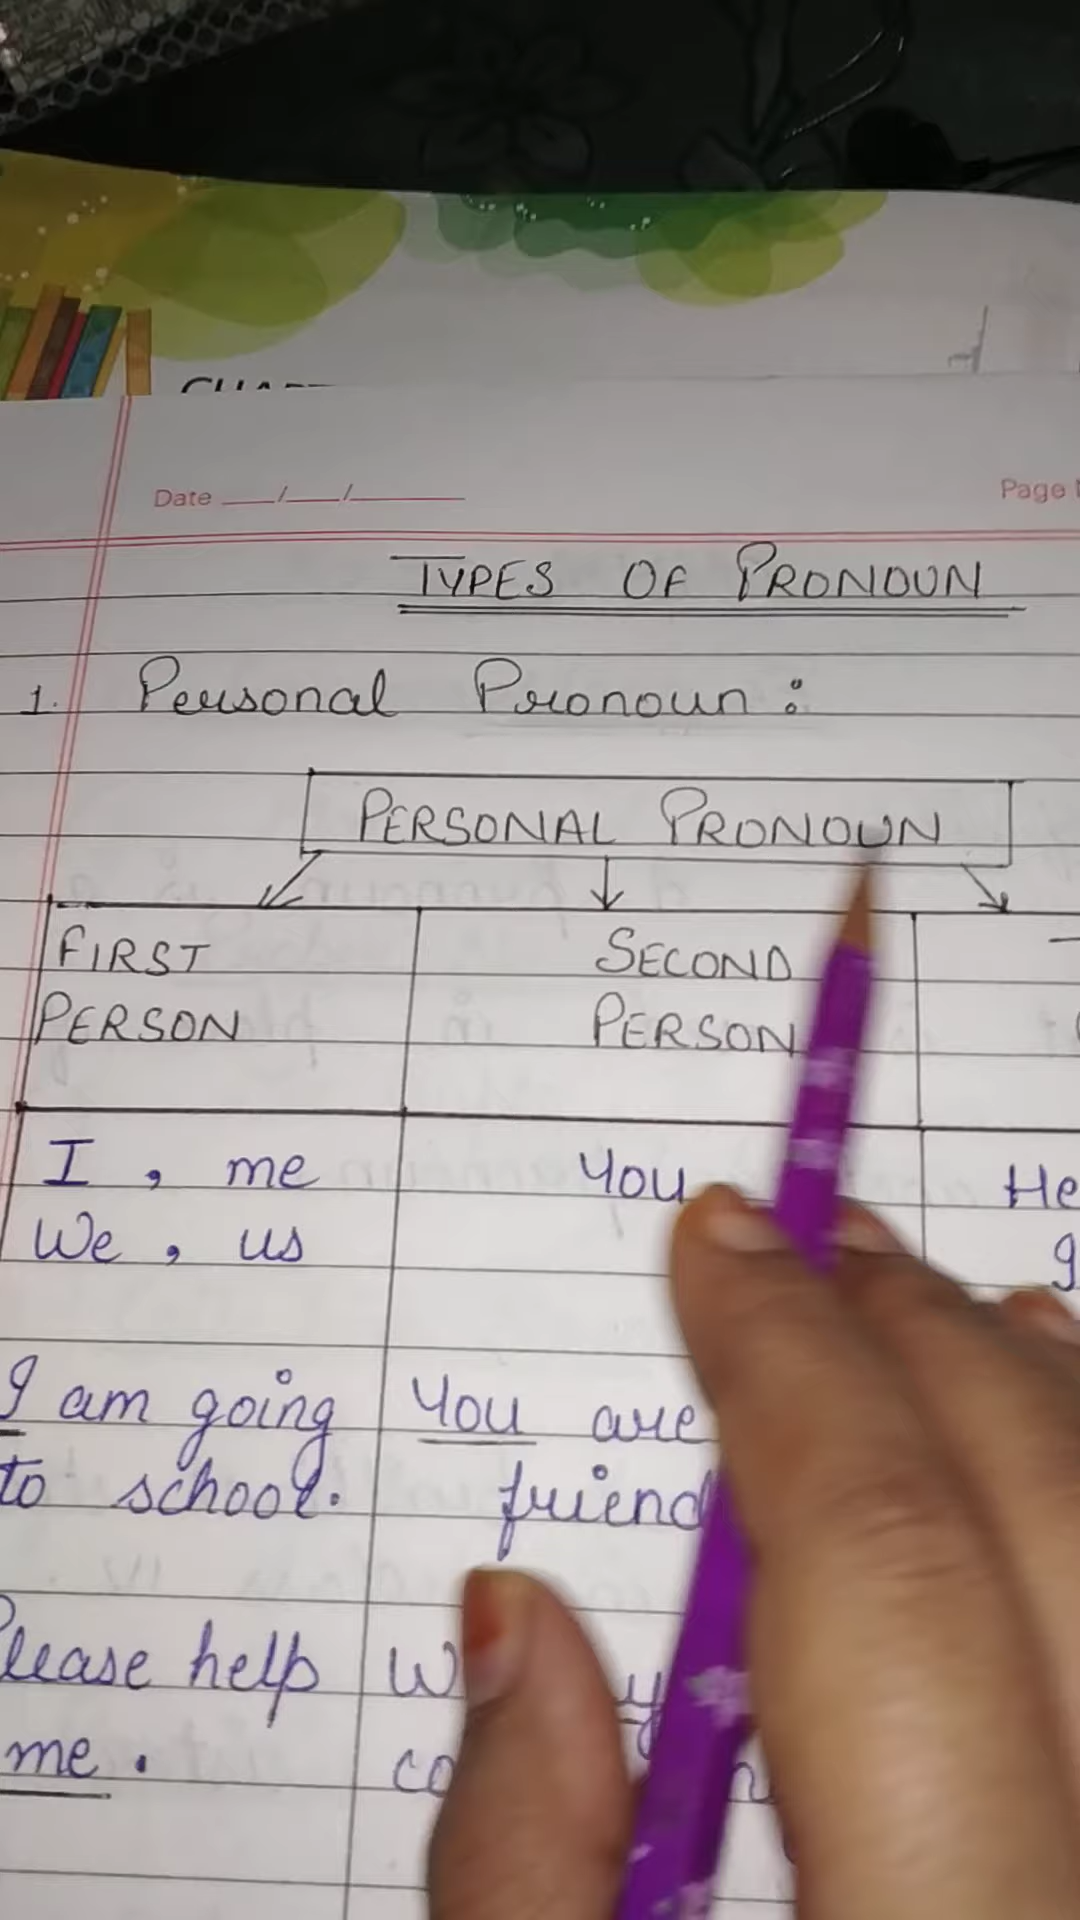 Date
Page
TYPES OF PRONOUN
1. Personal Pronoun :
PERSONAL PRONOUN
FIRST PERSON
SECOND PERSON
I , me
We , us
You
He
I am going
to school.
You are
friend
Please help
me .